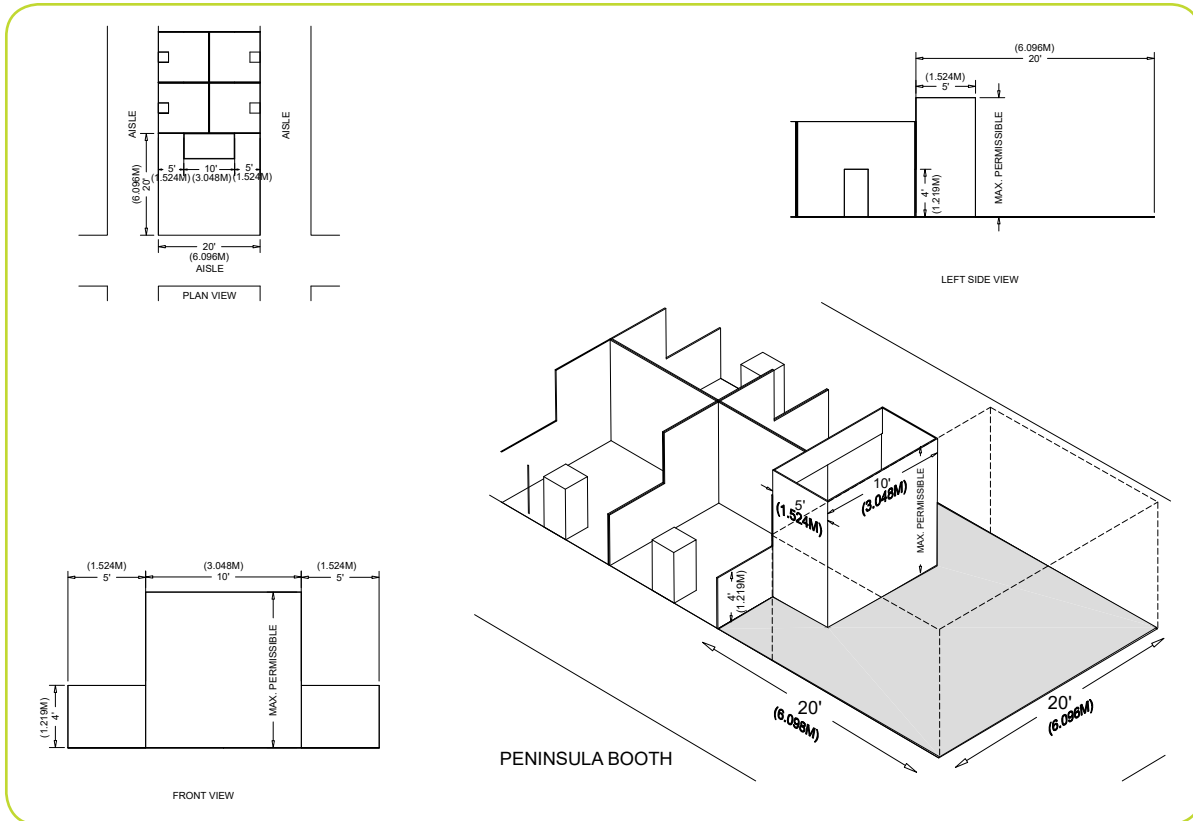 AISLE
AISLE
5'
10'
5'
(1.524M)
(3.048M)
(1.524M)
20'
(6.096M)
20'
(6.096M)
AISLE
PLAN VIEW
(6.096M)
20'
(1.524M)
5'
MAX. PERMISSIBLE
4'
(1.219M)
LEFT SIDE VIEW
5'
(1.524M)
10'
(3.048M)
MAX. PERMISSIBLE
4'
(1.219M)
20'
(6.098M)
20'
(6.096M)
PENINSULA BOOTH
(1.524M)
5'
(3.048M)
10'
(1.524M)
5'
MAX. PERMISSIBLE
(1.219M)
4'
FRONT VIEW